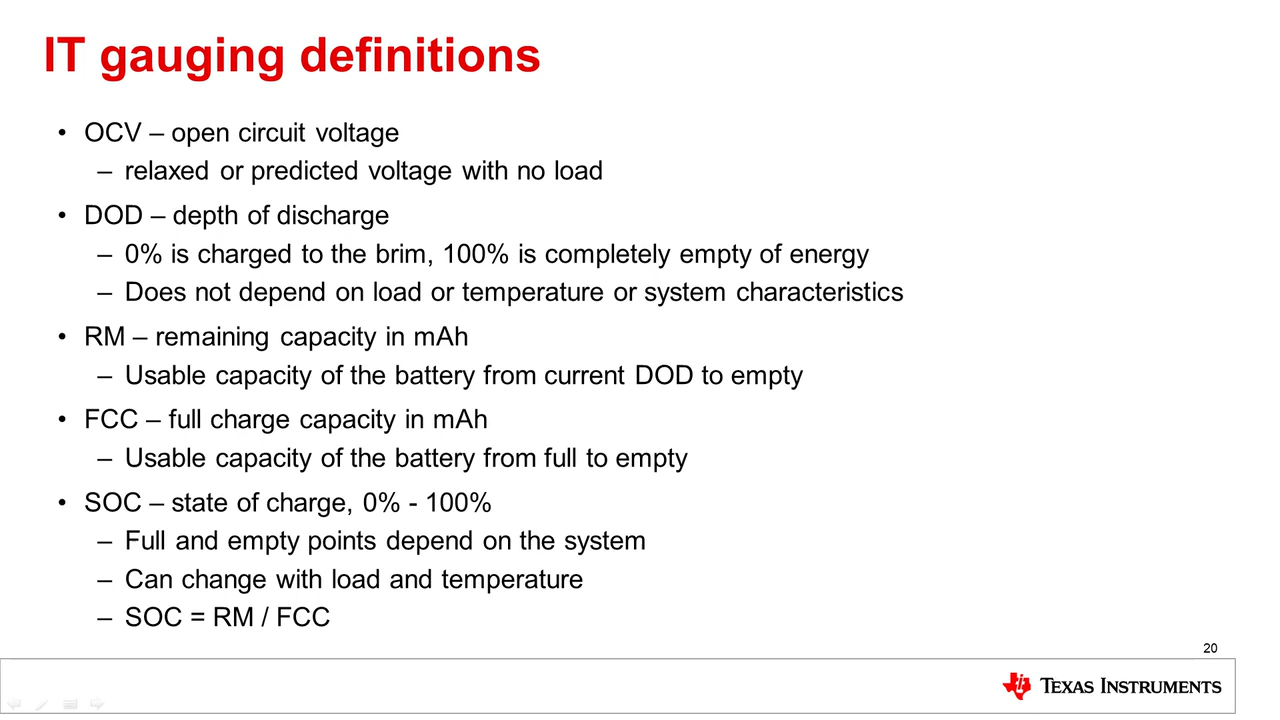 IT gauging definitions
• OCV – open circuit voltage
– relaxed or predicted voltage with no load
• DOD – depth of discharge
– 0% is charged to the brim, 100% is completely empty of energy
– Does not depend on load or temperature or system characteristics
• RM – remaining capacity in mAh
– Usable capacity of the battery from current DOD to empty
• FCC – full charge capacity in mAh
– Usable capacity of the battery from full to empty
• SOC – state of charge, 0% - 100%
– Full and empty points depend on the system
– Can change with load and temperature
– SOC = RM / FCC
20
TEXAS INSTRUMENTS